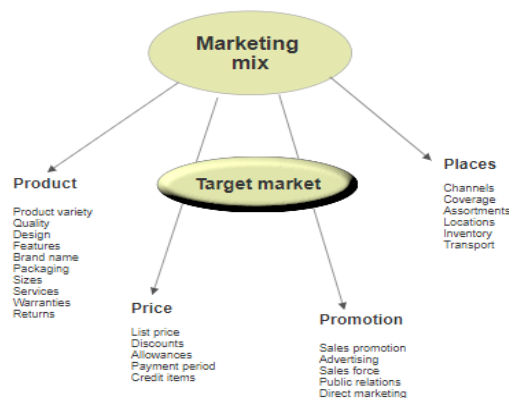 Marketing
mix
Target market
Product
Product variety
Quality
Design
Features
Brand name
Packaging
Sizes
Services
Warranties
Returns
Price
List price
Discounts
Allowances
Payment period
Credit items
Promotion
Sales promotion
Advertising
Sales force
Public relations
Direct marketing
Places
Channels
Coverage
Assortments
Locations
Inventory
Transport